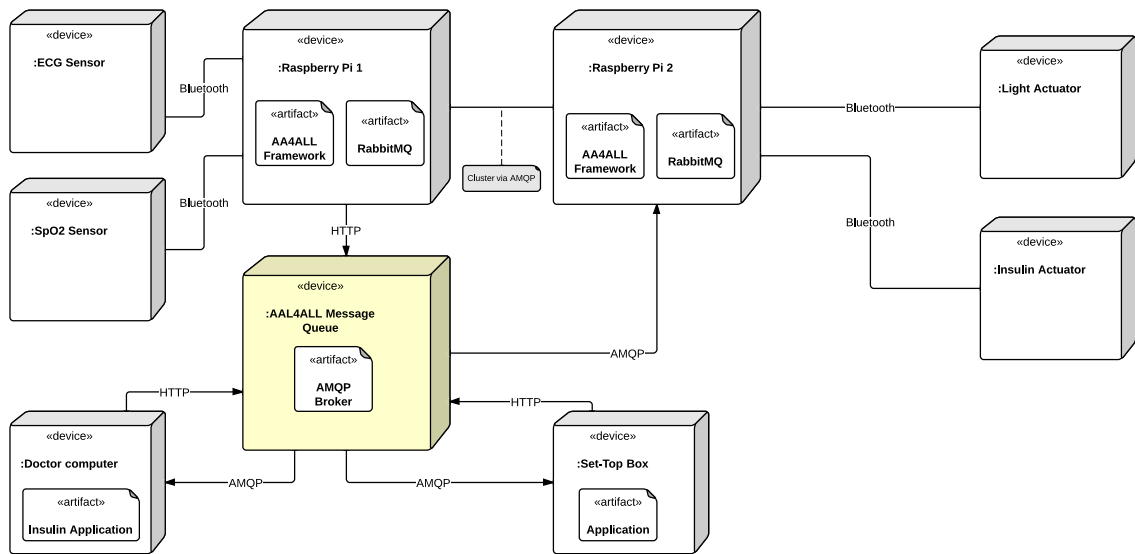 «device»
:ECG Sensor
Bluetooth
«device»
:SpO2 Sensor
Bluetooth
«device»
:Raspberry Pi 1
«artifact»
AA4ALL
Framework
«artifact»
RabbitMQ
Cluster via AMQP
«device»
:Raspberry Pi 2
«artifact»
AA4ALL
Framework
«artifact»
RabbitMQ
Bluetooth
«device»
:Light Actuator
Bluetooth
«device»
:Insulin Actuator
HTTP
«device»
:AAL4ALL Message
Queue
«artifact»
AMQP
Broker
AMQP
HTTP
HTTP
«device»
:Doctor computer
«artifact»
Insulin Application
AMQP
AMQP
«device»
:Set-Top Box
«artifact»
Application